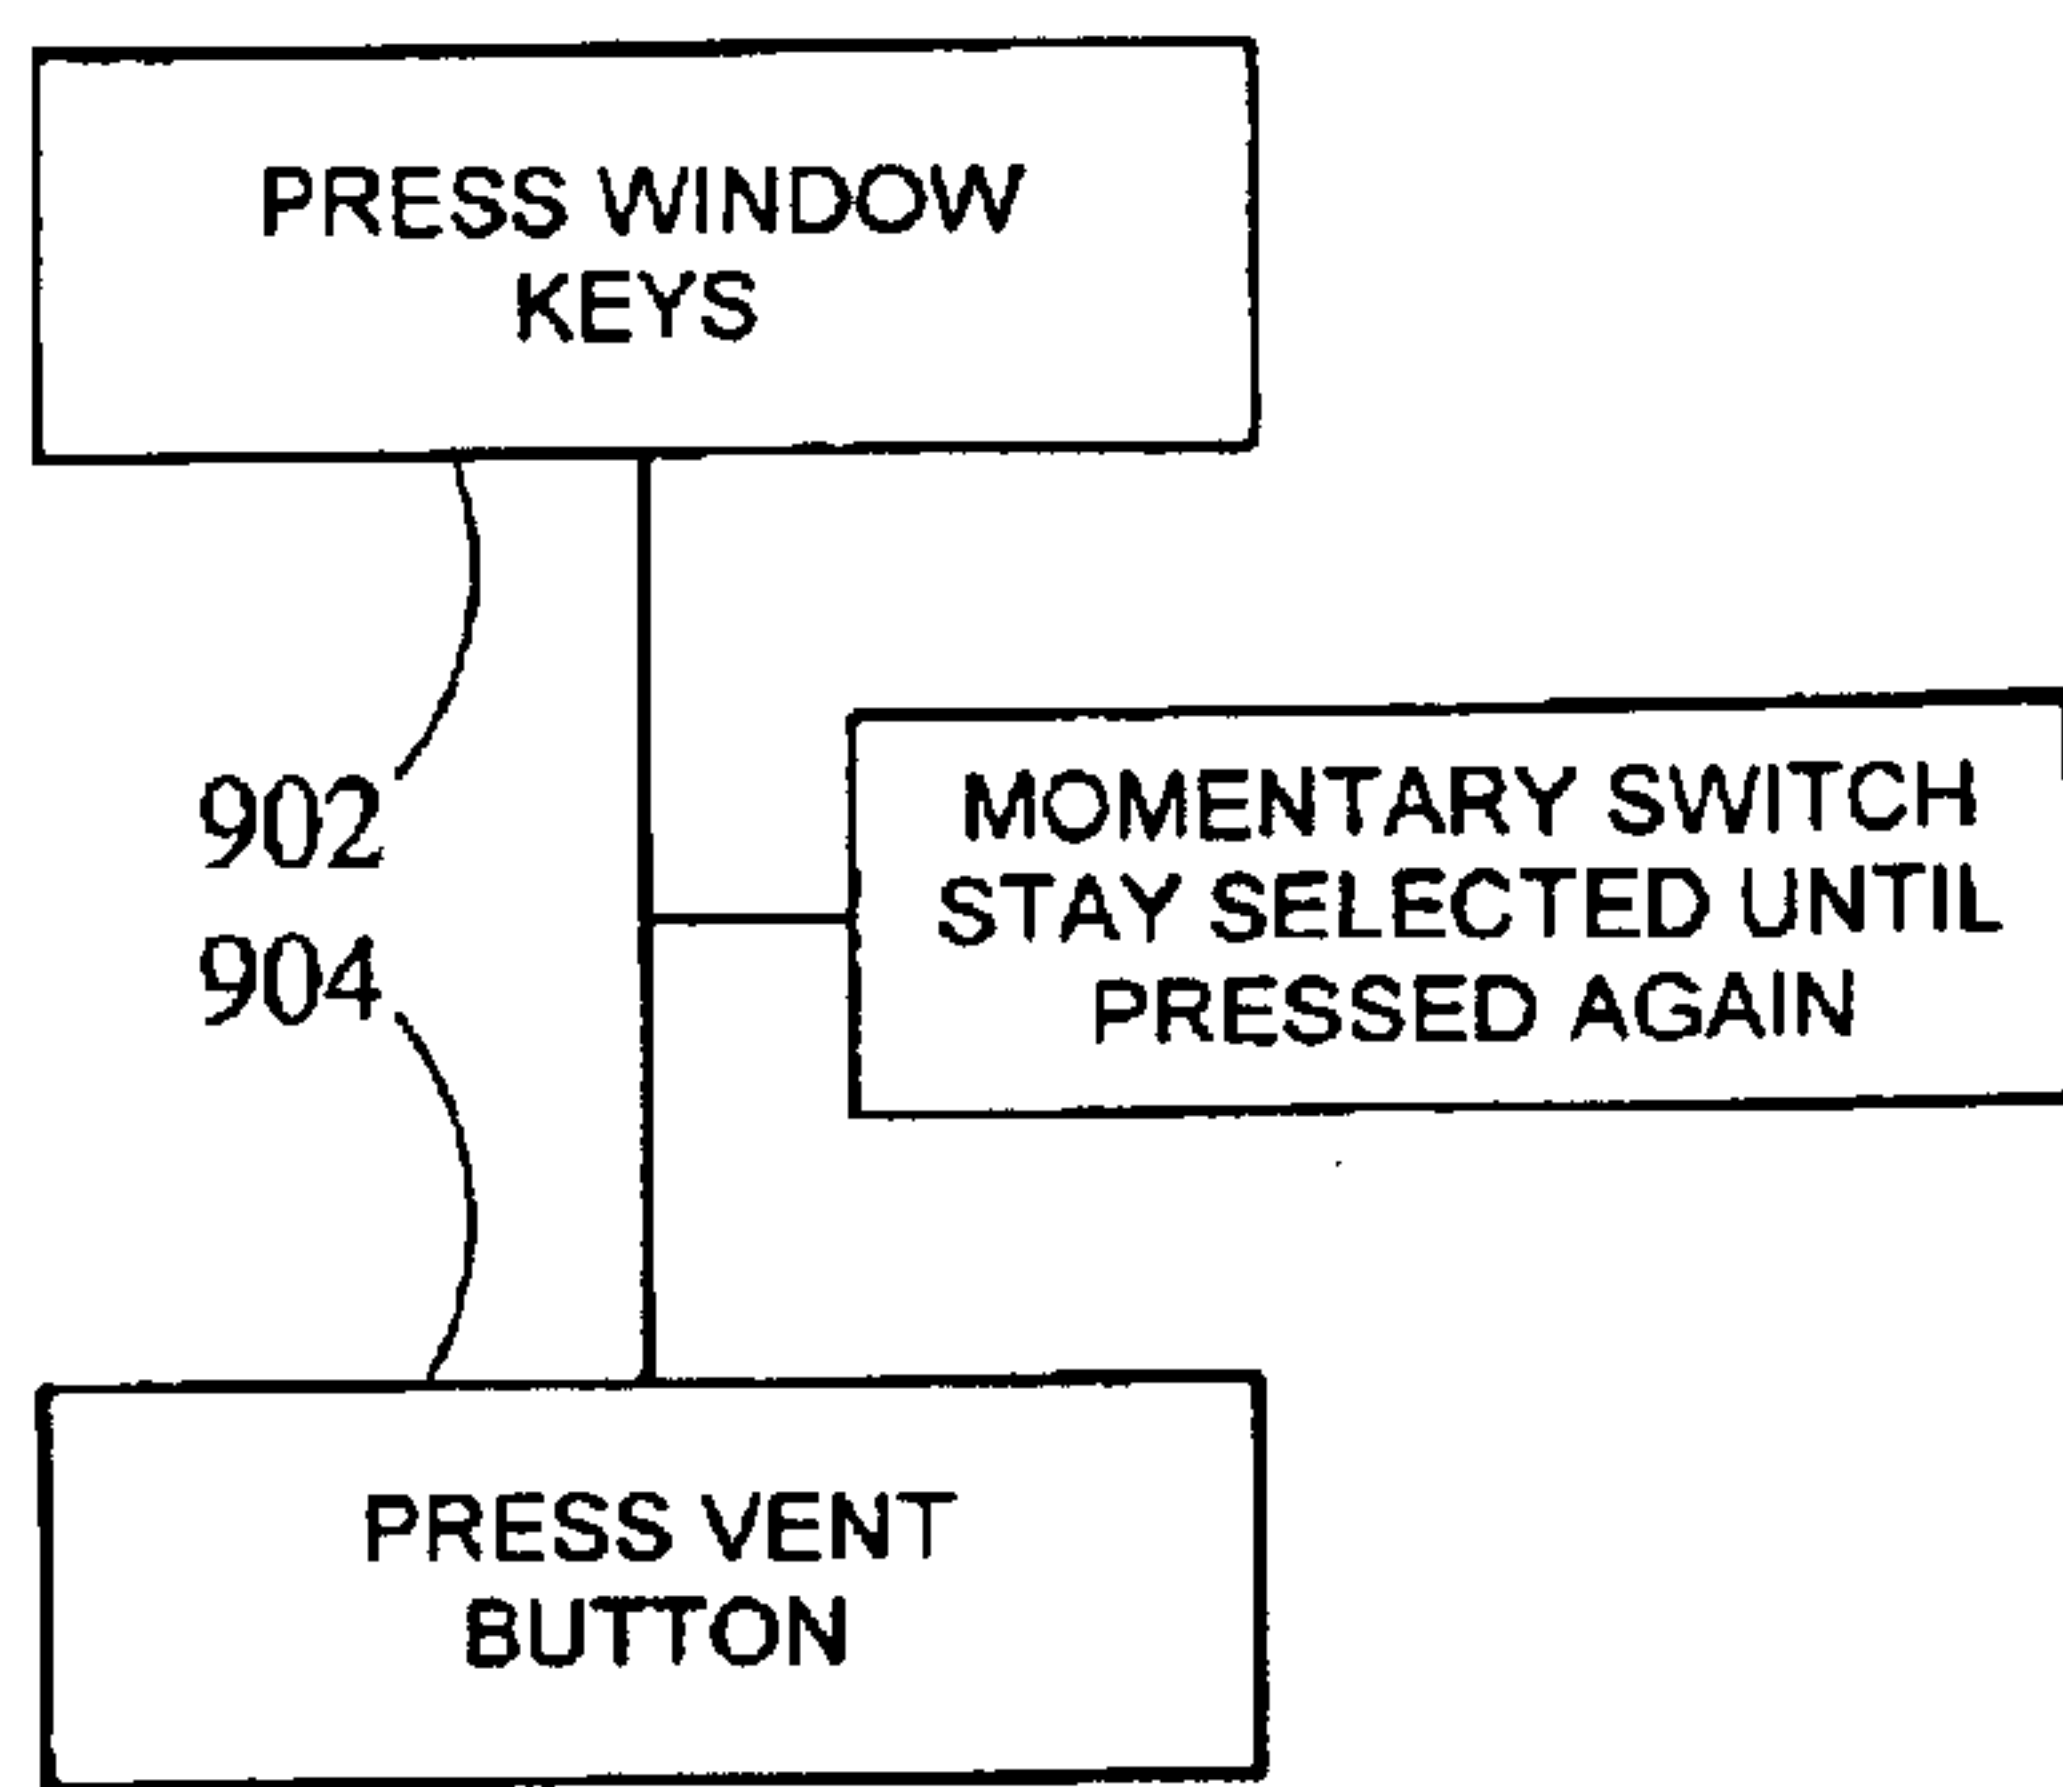 PRESS WINDOW
KEYS
902
904
MOMENTARY SWITCH
STAY SELECTED UNTIL
PRESSED AGAIN
PRESS VENT
BUTTON